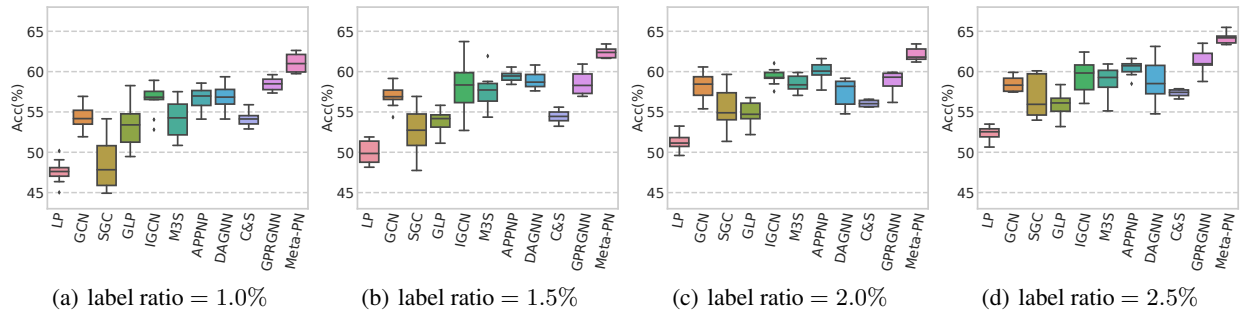 Acc(%)
65
60
55
50
45
LP
GCN
SGC
GLP
IGCN
M3S
APPNP
DAGNN
C&S
GPRGNN
Meta-PN
(a) label ratio = 1.0%
Acc(%)
65
60
55
50
45
LP
GCN
SGC
GLP
IGCN
M3S
APPNP
DAGNN
C&S
GPRGNN
Meta-PN
(b) label ratio = 1.5%
Acc(%)
65
60
55
50
45
LP
GCN
SGC
GLP
IGCN
M3S
APPNP
DAGNN
C&S
GPRGNN
Meta-PN
(c) label ratio = 2.0%
Acc(%)
65
60
55
50
45
LP
GCN
SGC
GLP
IGCN
M3S
APPNP
DAGNN
C&S
GPRGNN
Meta-PN
(d) label ratio = 2.5%